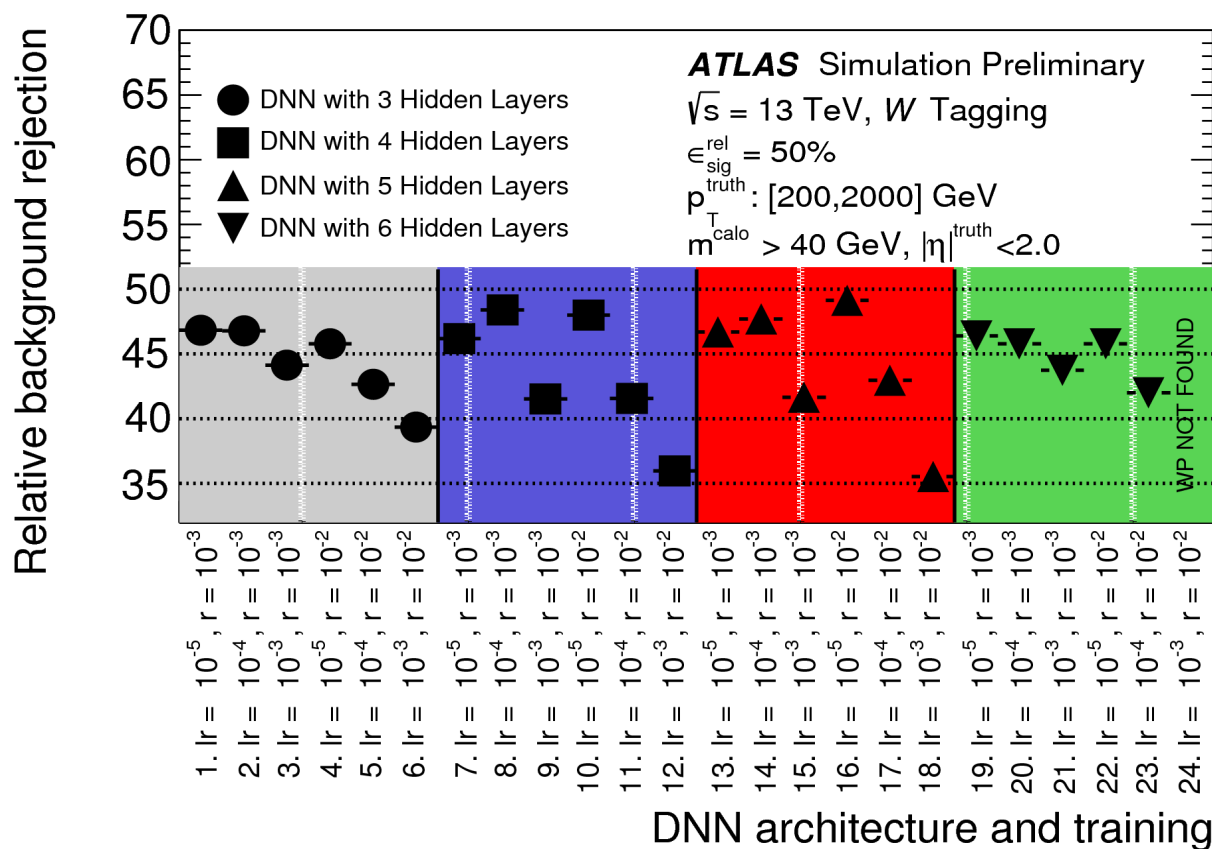 Relative background rejection
70
65
60
55
50
45
40
35
DNN with 3 Hidden Layers
DNN with 4 Hidden Layers
DNN with 5 Hidden Layers
DNN with 6 Hidden Layers
ATLAS Simulation Preliminary
√s = 13 TeV, W Tagging
ϵ^rel_sig = 50%
p_T^truth : [200,2000] GeV
m^calo > 40 GeV, |η|^truth <2.0
WP NOT FOUND
1. lr = 10^-5, r = 10^-3
2. lr = 10^-4, r = 10^-3
3. lr = 10^-3, r = 10^-3
4. lr = 10^-5, r = 10^-2
5. lr = 10^-4, r = 10^-2
6. lr = 10^-3, r = 10^-2
7. lr = 10^-5, r = 10^-3
8. lr = 10^-4, r = 10^-3
9. lr = 10^-3, r = 10^-3
10. lr = 10^-5, r = 10^-2
11. lr = 10^-4, r = 10^-2
12. lr = 10^-3, r = 10^-2
13. lr = 10^-5, r = 10^-3
14. lr = 10^-4, r = 10^-3
15. lr = 10^-3, r = 10^-3
16. lr = 10^-5, r = 10^-2
17. lr = 10^-4, r = 10^-2
18. lr = 10^-3, r = 10^-2
19. lr = 10^-5, r = 10^-3
20. lr = 10^-4, r = 10^-3
21. lr = 10^-3, r = 10^-3
22. lr = 10^-5, r = 10^-2
23. lr = 10^-4, r = 10^-2
24. lr = 10^-3, r = 10^-2
DNN architecture and training